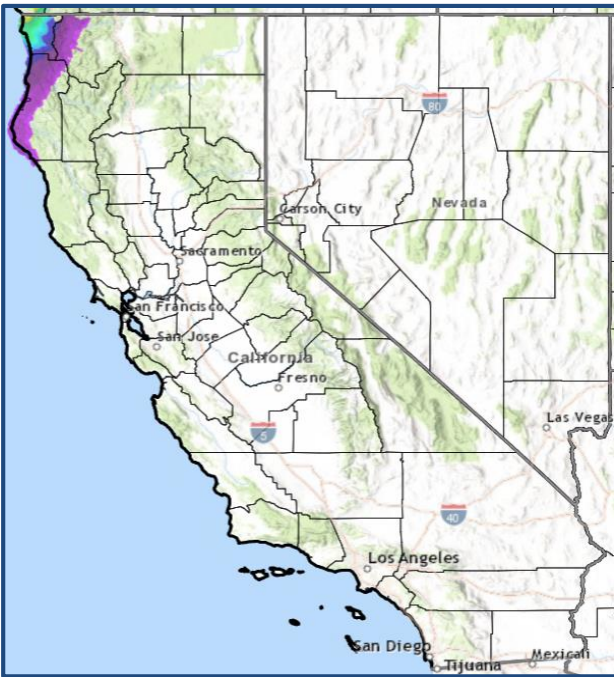 80
Nevada
Carson City
Sacramento
San Francisco
San Jose
California
Fresno
Las Vegas
5
40
Los Angeles
San Diego
Mexicali
Tijuana